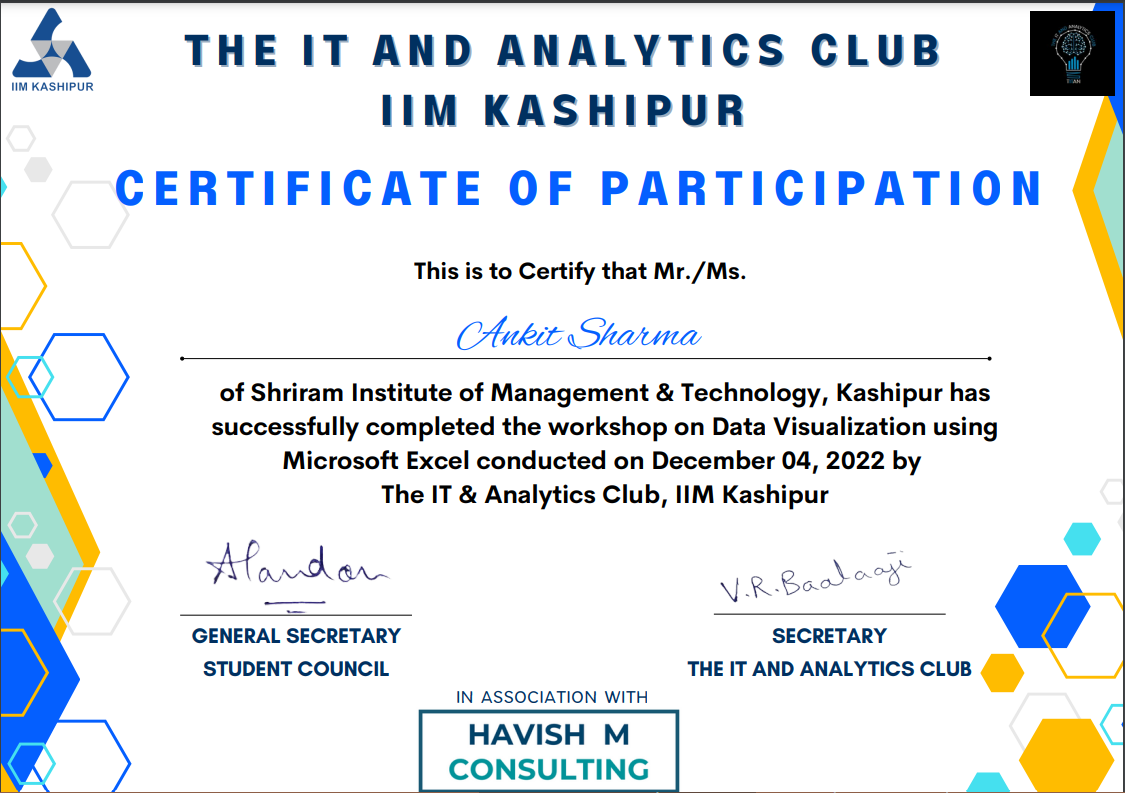 IIM KASHIPUR
THE IT AND ANALYTICS CLUB
IIM KASHIPUR
CERTIFICATE OF PARTICIPATION
This is to Certify that Mr./Ms.
Ankit Sharma
of Shriram Institute of Management & Technology, Kashipur has
successfully completed the workshop on Data Visualization using
Microsoft Excel conducted on December 04, 2022 by
The IT & Analytics Club, IIM Kashipur
V.R.Baalaaji
GENERAL SECRETARY
STUDENT COUNCIL
SECRETARY
THE IT AND ANALYTICS CLUB
IN ASSOCIATION WITH
HAVISH M
CONSULTING